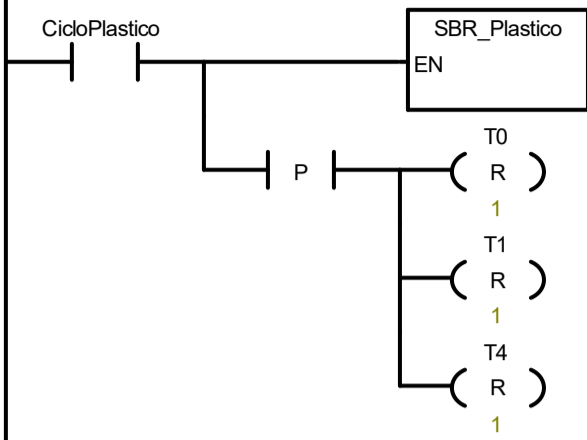 CicloPlastico
SBR_Plastico
EN
T0
P
R
1
T1
R
1
T4
R
1